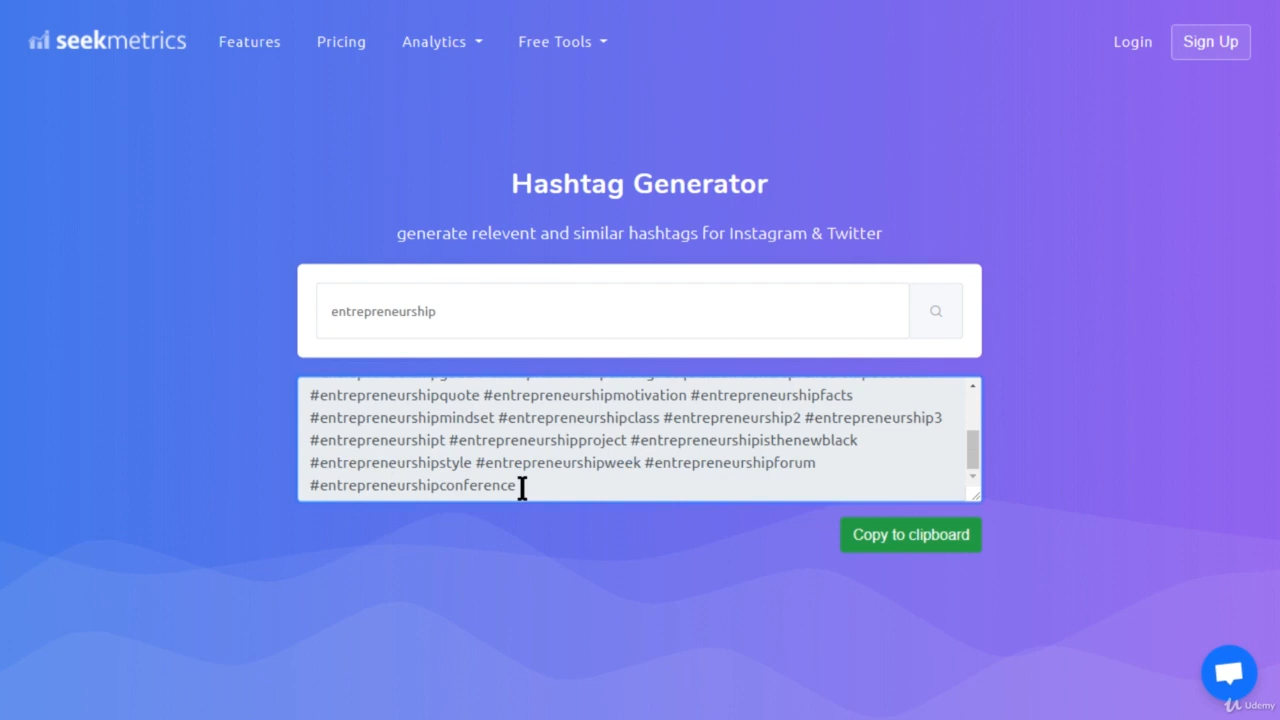 seekmetrics Features Pricing Analytics Free Tools Login Sign Up
Hashtag Generator
generate relevent and similar hashtags for Instagram & Twitter
entrepreneurship
#entrepreneurshipquote #entrepreneurshipmotivation #entrepreneurshipfacts
#entrepreneurshipmindset #entrepreneurshipclass #entrepreneurship2 #entrepreneurship3
#entrepreneurshipt #entrepreneurshipproject #entrepreneurshipisthenewblack
#entrepreneurshipstyle #entrepreneurshipweek #entrepreneurshipforum
#entrepreneurshipconference
Copy to clipboard
Udemy